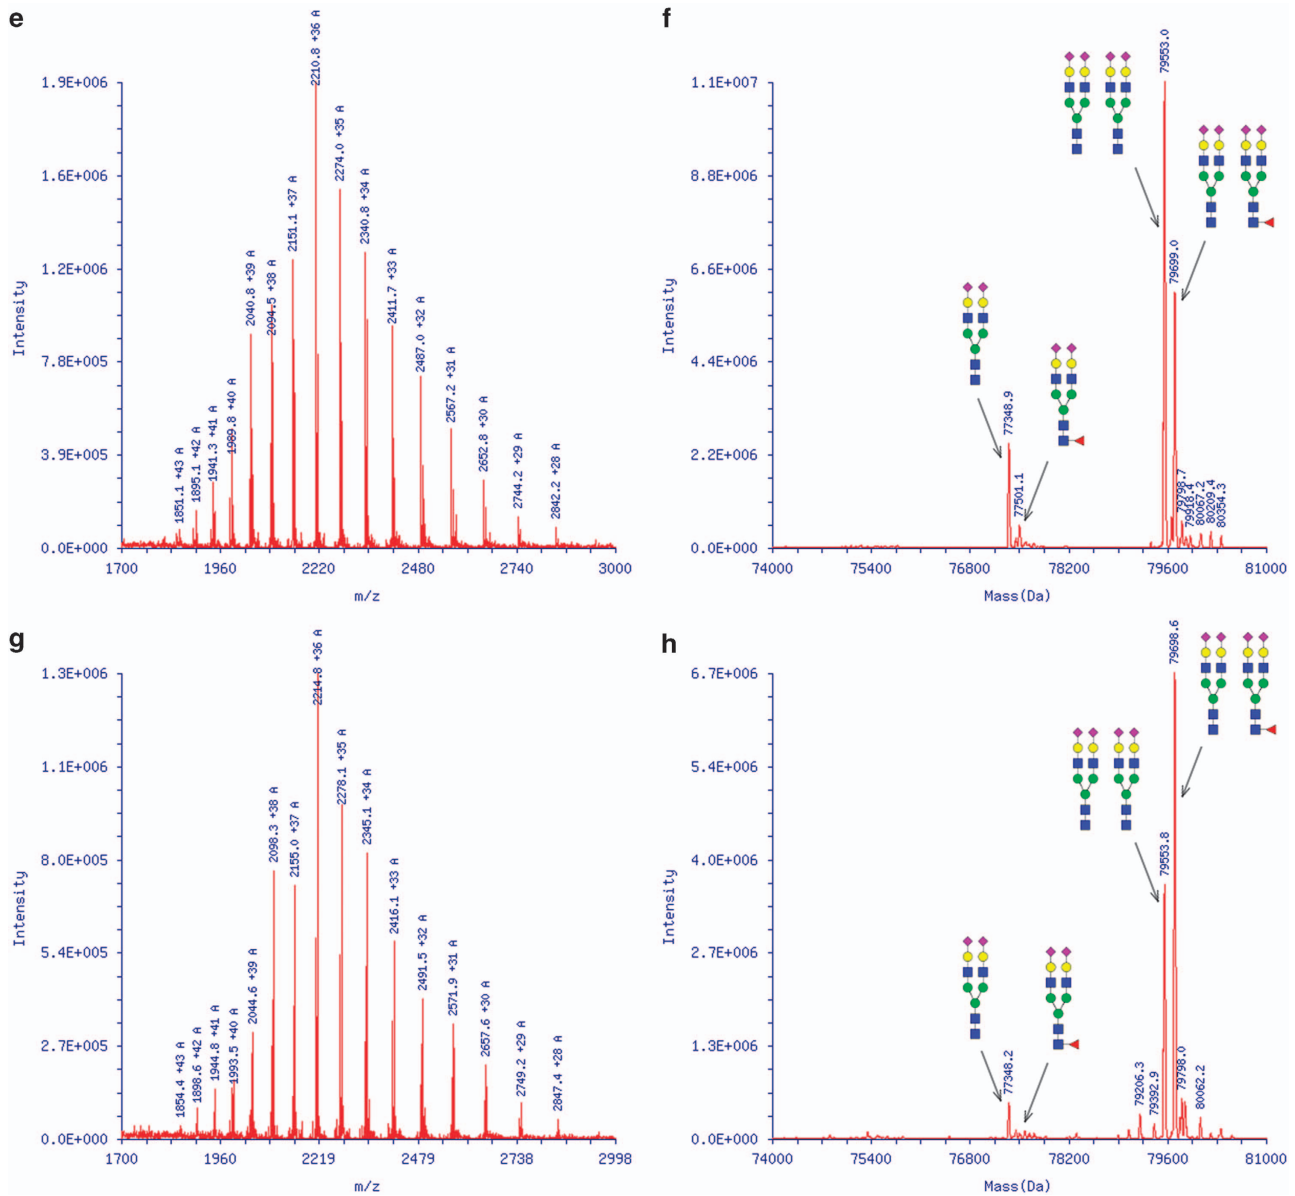 e
1.9E+006
1.6E+006
1.2E+006
7.8E+005
3.9E+005
0.0E+000
Intensity
1851.1 +43 A
1895.1 +42 A
1941.3 +41 A
1989.8 +40 A
2040.8 +39 A
2094.5 +38 A
2151.1 +37 A
2210.8 +36 A
2274.0 +35 A
2340.8 +34 A
2411.7 +33 A
2487.0 +32 A
2567.2 +31 A
2652.8 +30 A
2744.2 +29 A
2842.2 +28 A
1700 1960 2220 2480 2740 3000
m/z
f
1.1E+007
8.8E+006
6.6E+006
4.4E+006
2.2E+006
0.0E+000
Intensity
77348.9
77501.1
79553.0
79699.0
79798.7
79918.4
80067.2
80209.4
80354.3
74000 75400 76800 78200 79600 81000
Mass(Da)
g
1.3E+006
1.1E+006
8.0E+005
5.4E+005
2.7E+005
0.0E+000
Intensity
1854.4 +43 A
1898.6 +42 A
1944.8 +41 A
1993.5 +40 A
2044.6 +39 A
2098.3 +38 A
2155.0 +37 A
2214.8 +36 A
2278.1 +35 A
2345.1 +34 A
2416.1 +33 A
2491.5 +32 A
2571.9 +31 A
2657.6 +30 A
2749.2 +29 A
2847.4 +28 A
1700 1960 2219 2479 2738 2998
m/z
h
6.7E+006
5.4E+006
4.0E+006
2.7E+006
1.3E+006
0.0E+000
Intensity
77348.2
79206.3
79392.9
79553.8
79698.6
79798.0
80062.2
74000 75400 76800 78200 79600 81000
Mass(Da)